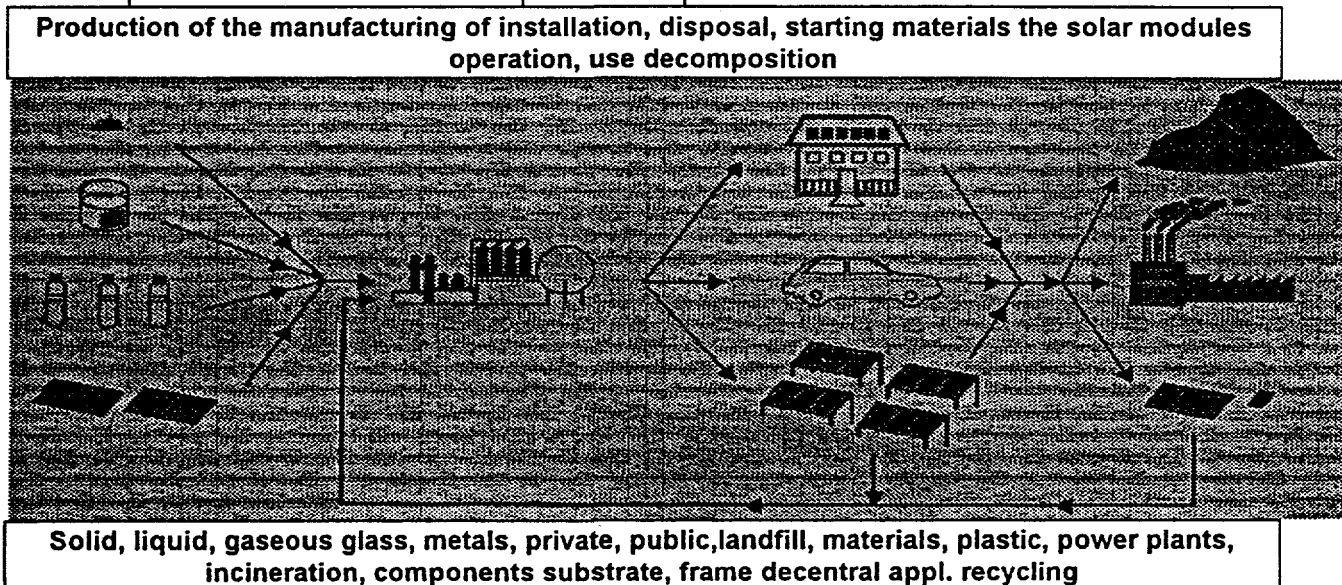 Production of the manufacturing of installation, disposal, starting materials the solar modules
operation, use decomposition
Solid, liquid, gaseous glass, metals, private, public,landfill, materials, plastic, power plants,
incineration, components substrate, frame decentral appl. recycling